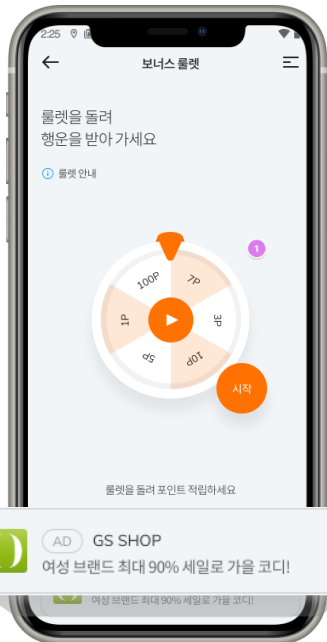 2:25
보너스 룰렛
룰렛을 돌려
행운을 받아 가세요
룰렛 안내
1
100P
7P
1P
3P
5P
10P
시작
룰렛을 돌려 포인트 적립하세요
AD GS SHOP
여성 브랜드 최대 90% 세일로 가을 코디!
여성 브랜드 최대 90% 세일로 가을 코디!